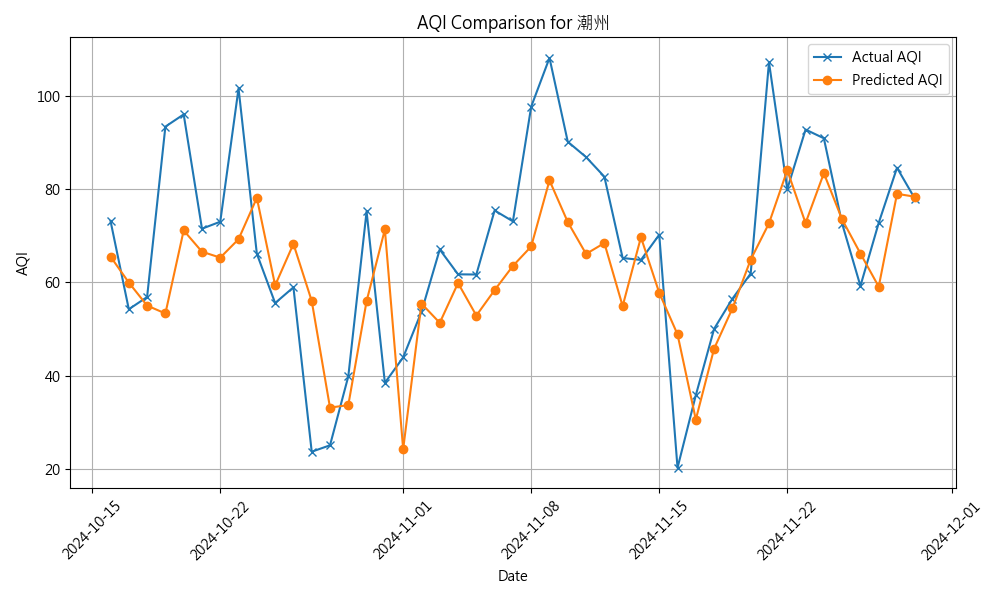 AQI Comparison for 潮州
Actual AQI
Predicted AQI
100
80
60
40
20
AQI
2024-10-15
2024-10-22
2024-11-01
2024-11-08
2024-11-15
2024-11-22
2024-12-01
Date